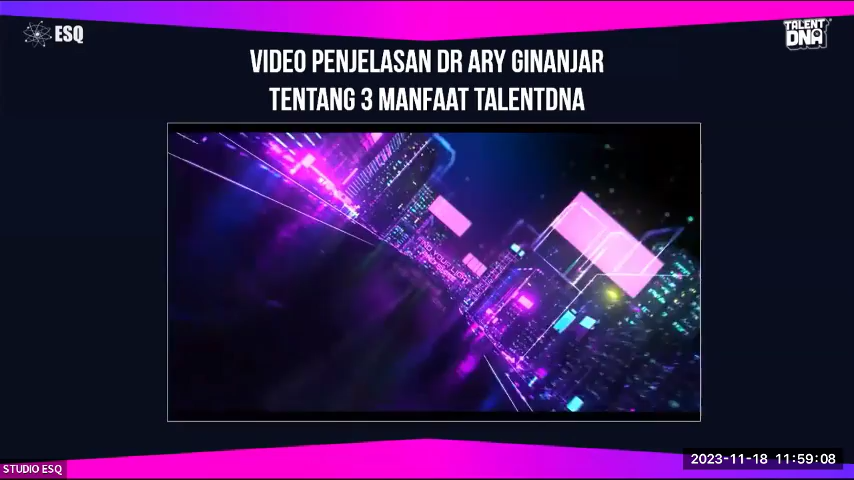 ESQ
TALENT
DNA
VIDEO PENJELASAN DR ARY GINANJAR
TENTANG 3 MANFAAT TALENTDNA
STUDIO ESQ
2023-11-18 11:59:08